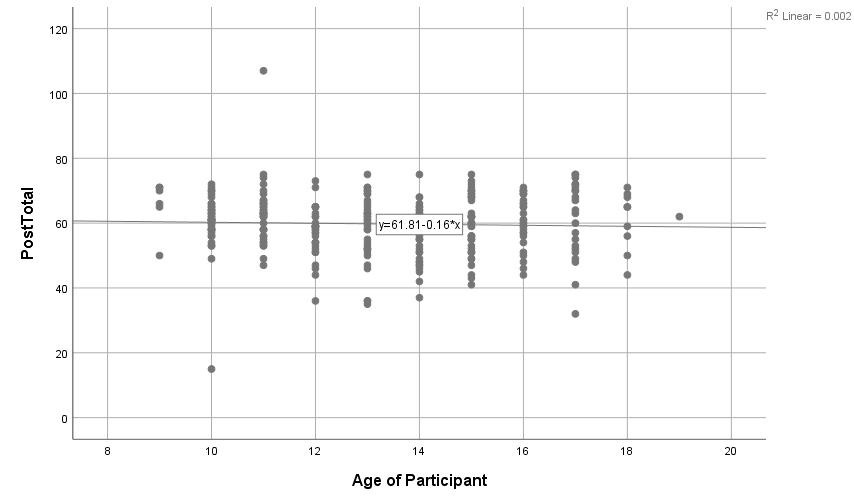 R2 Linear = 0.002
120
100
80
60
40
20
0
PostTotal
y=61.81-0.16*x
8 10 12 14 16 18 20
Age of Participant